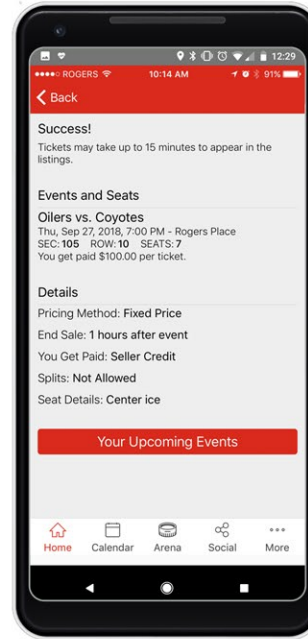 12:29
ROGERS 10:14 AM 91%
Back
Success!
Tickets may take up to 15 minutes to appear in the
listings.
Events and Seats
Oilers vs. Coyotes
Thu, Sep 27, 2018, 7:00 PM - Rogers Place
SEC: 105 ROW: 10 SEATS: 7
You get paid $100.00 per ticket.
Details
Pricing Method: Fixed Price
End Sale: 1 hours after event
You Get Paid: Seller Credit
Splits: Not Allowed
Seat Details: Center ice
Your Upcoming Events
Home Calendar Arena Social More